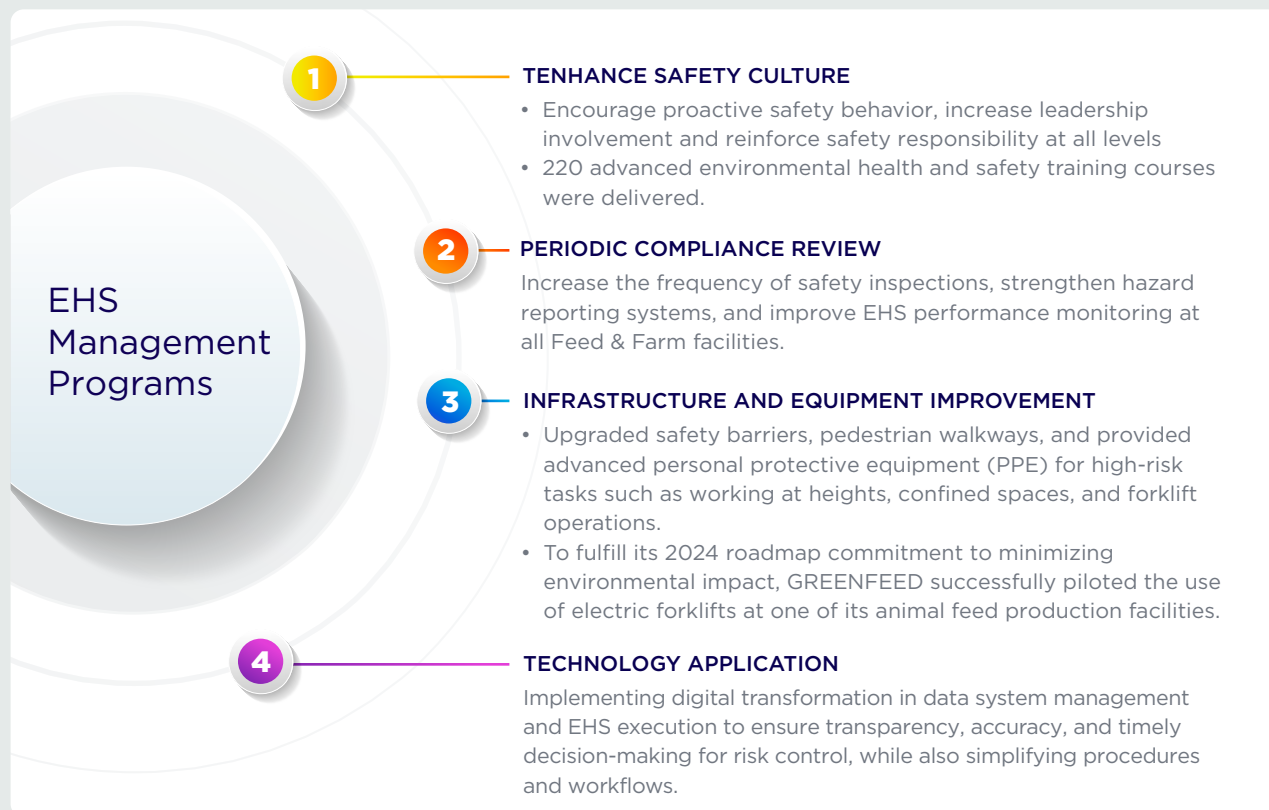 EHS
Management
Programs
1
TENHANCE SAFETY CULTURE
• Encourage proactive safety behavior, increase leadership
involvement and reinforce safety responsibility at all levels
• 220 advanced environmental health and safety training courses
were delivered.
2
PERIODIC COMPLIANCE REVIEW
Increase the frequency of safety inspections, strengthen hazard
reporting systems, and improve EHS performance monitoring at
all Feed & Farm facilities.
3
INFRASTRUCTURE AND EQUIPMENT IMPROVEMENT
• Upgraded safety barriers, pedestrian walkways, and provided
advanced personal protective equipment (PPE) for high-risk
tasks such as working at heights, confined spaces, and forklift
operations.
• To fulfill its 2024 roadmap commitment to minimizing
environmental impact, GREENFEED successfully piloted the use
of electric forklifts at one of its animal feed production facilities.
4
TECHNOLOGY APPLICATION
Implementing digital transformation in data system management
and EHS execution to ensure transparency, accuracy, and timely
decision-making for risk control, while also simplifying procedures
and workflows.